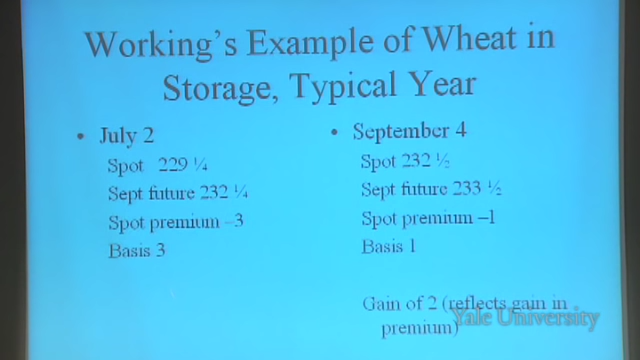 Working's Example of Wheat in
Storage, Typical Year
• July 2
Spot 229 ¼
Sept future 232 ¼
Spot premium –3
Basis 3
• September 4
Spot 232 ½
Sept future 233 ½
Spot premium –1
Basis 1
Gain of 2 (reflects gain in
premium)
Yale University